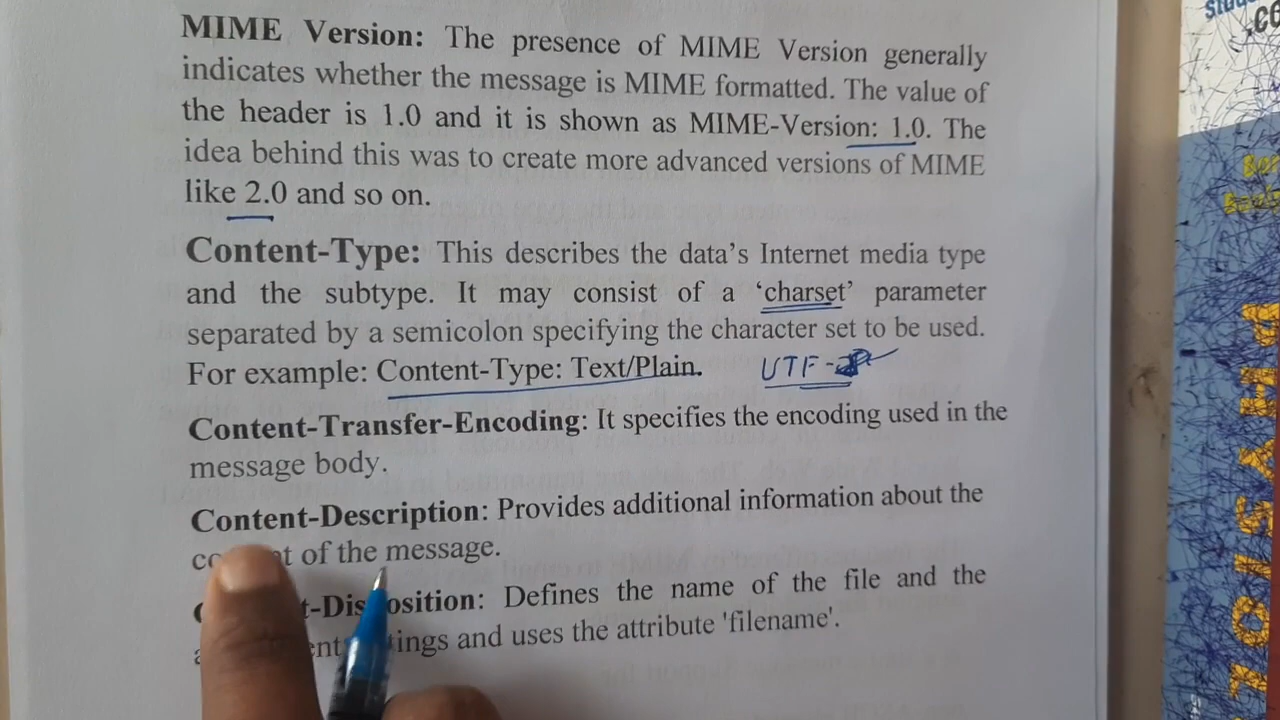 MIME Version: The presence of MIME Version generally
indicates whether the message is MIME formatted. The value of
the header is 1.0 and it is shown as MIME-Version: 1.0. The
idea behind this was to create more advanced versions of MIME
like 2.0 and so on.
Content-Type: This describes the data's Internet media type
and the subtype. It may consist of a 'charset' parameter
separated by a semicolon specifying the character set to be used.
For example: Content-Type: Text/Plain. UTF-
Content-Transfer-Encoding: It specifies the encoding used in the
message body.
Content-Description: Provides additional information about the
of the message.
Defines the name of the file and the
and uses the attribute 'filename'.